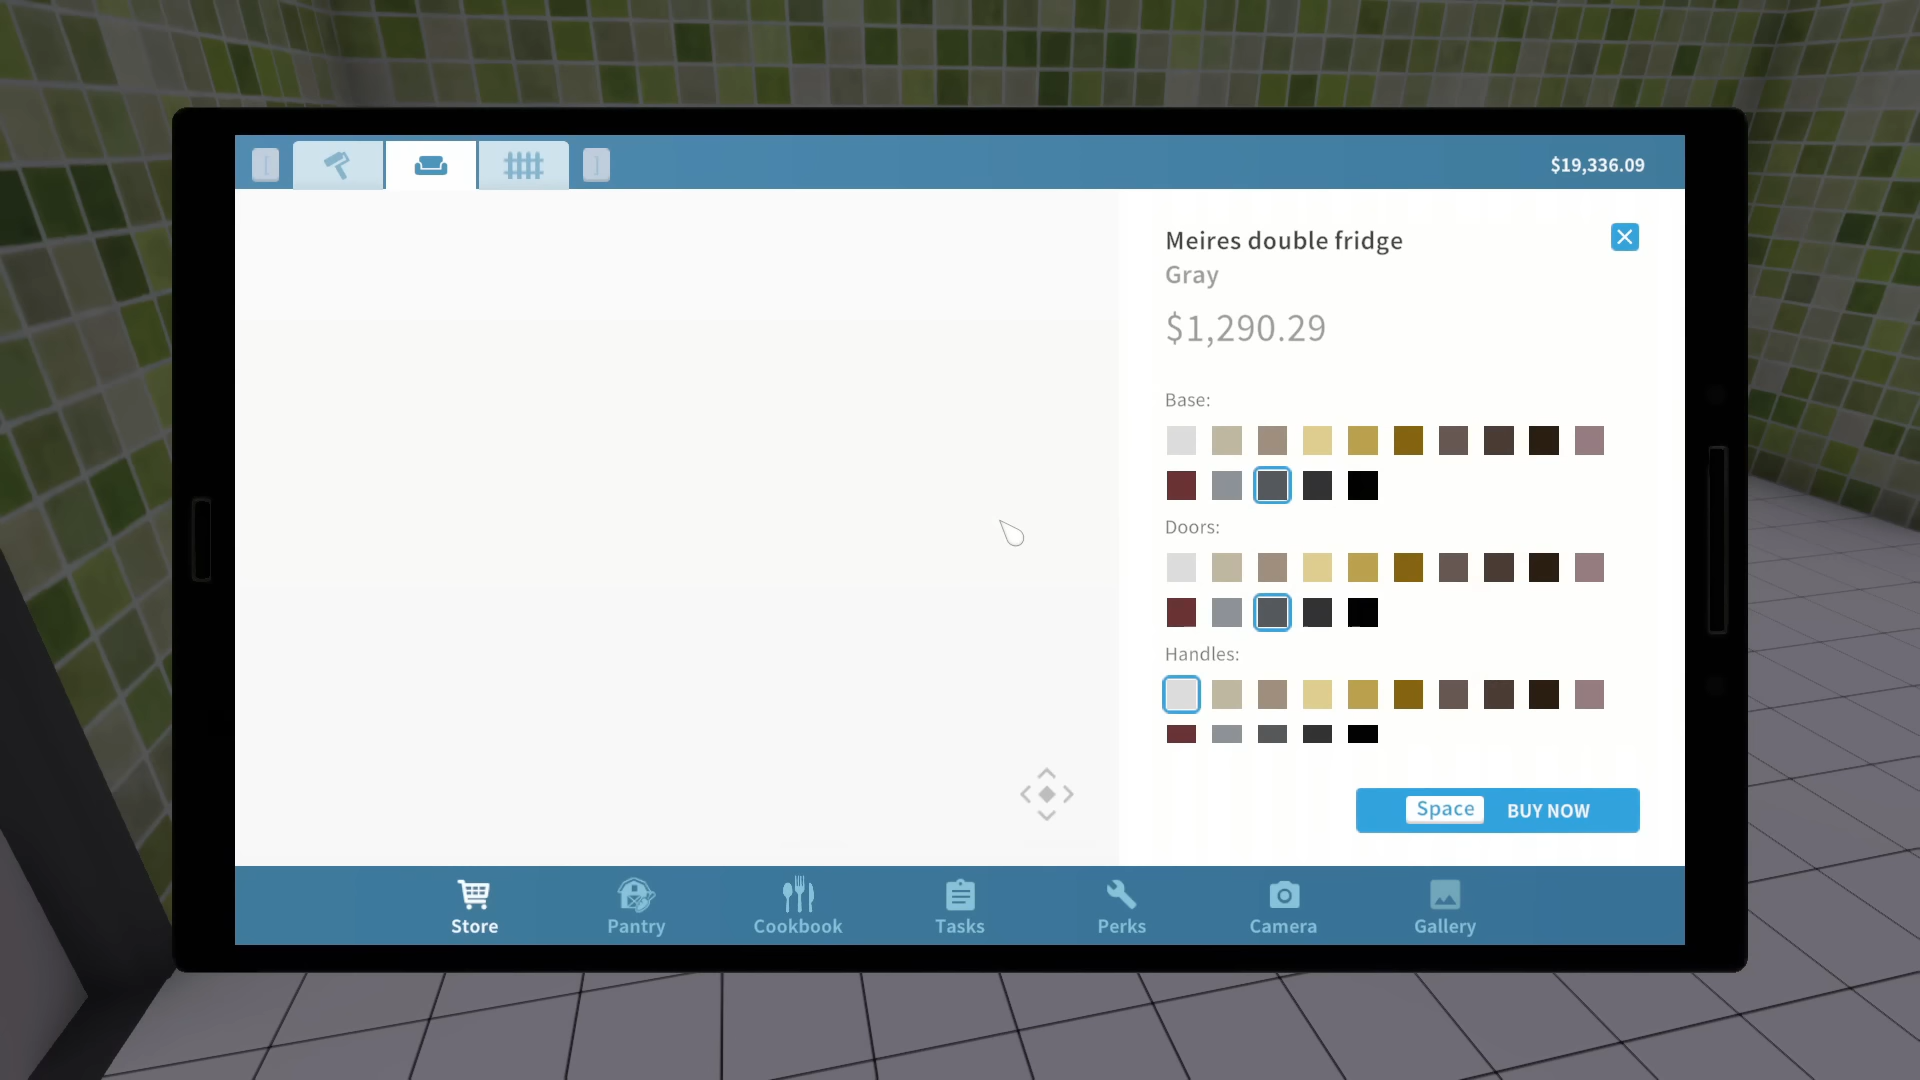 $19,336.09
Meires double fridge
Gray
$1,290.29
Base:
Doors:
Handles:
Space BUY NOW
Store Pantry Cookbook Tasks Perks Camera Gallery